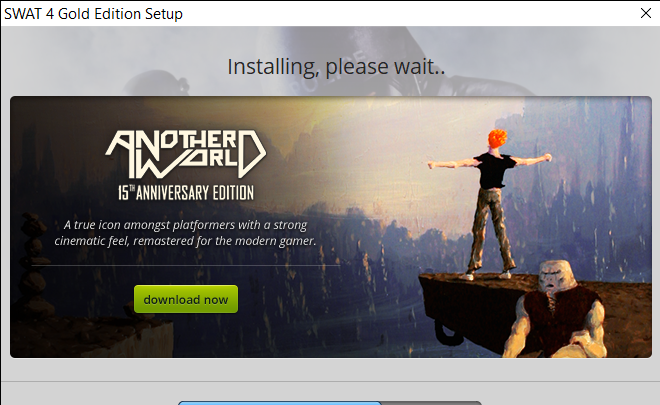 SWAT 4 Gold Edition Setup
Installing, please wait..
ANOTHER
WORLD
15TH ANNIVERSARY EDITION
A true icon amongst platformers with a strong
cinematic feel, remastered for the modern gamer.
download now